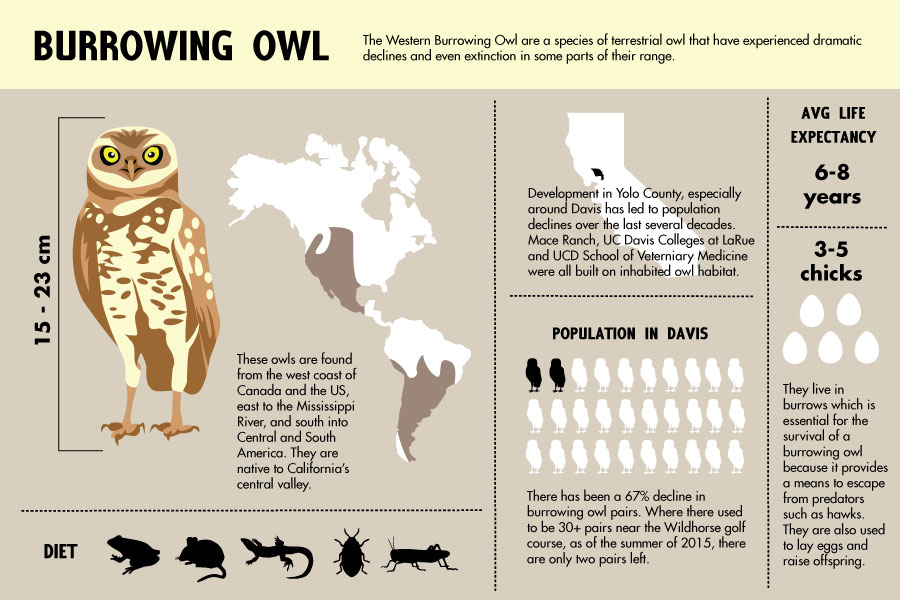 BURROWING OWL
The Western Burrowing Owl are a species of terrestrial owl that have experienced dramatic
declines and even extinction in some parts of their range.
15 - 23 cm
These owls are found
from the west coast of
Canada and the US,
east to the Mississippi
River, and south into
Central and South
America. They are
native to California's
central valley.
DIET
Development in Yolo County, especially
around Davis has led to population
declines over the last several decades.
Mace Ranch, UC Davis Colleges at LaRue
and UCD School of Veterniary Medicine
were all built on inhabited owl habitat.
POPULATION IN DAVIS
There has been a 67% decline in
burrowing owl pairs. Where there used
to be 30+ pairs near the Wildhorse golf
course, as of the summer of 2015, there
are only two pairs left.
AVG LIFE
EXPECTANCY
6-8
years
3-5
chicks
They live in
burrows which is
essential for the
survival of a
burrowing owl
because it provides
a means to escape
from predators
such as hawks.
They are also used
to lay eggs and
raise offspring.